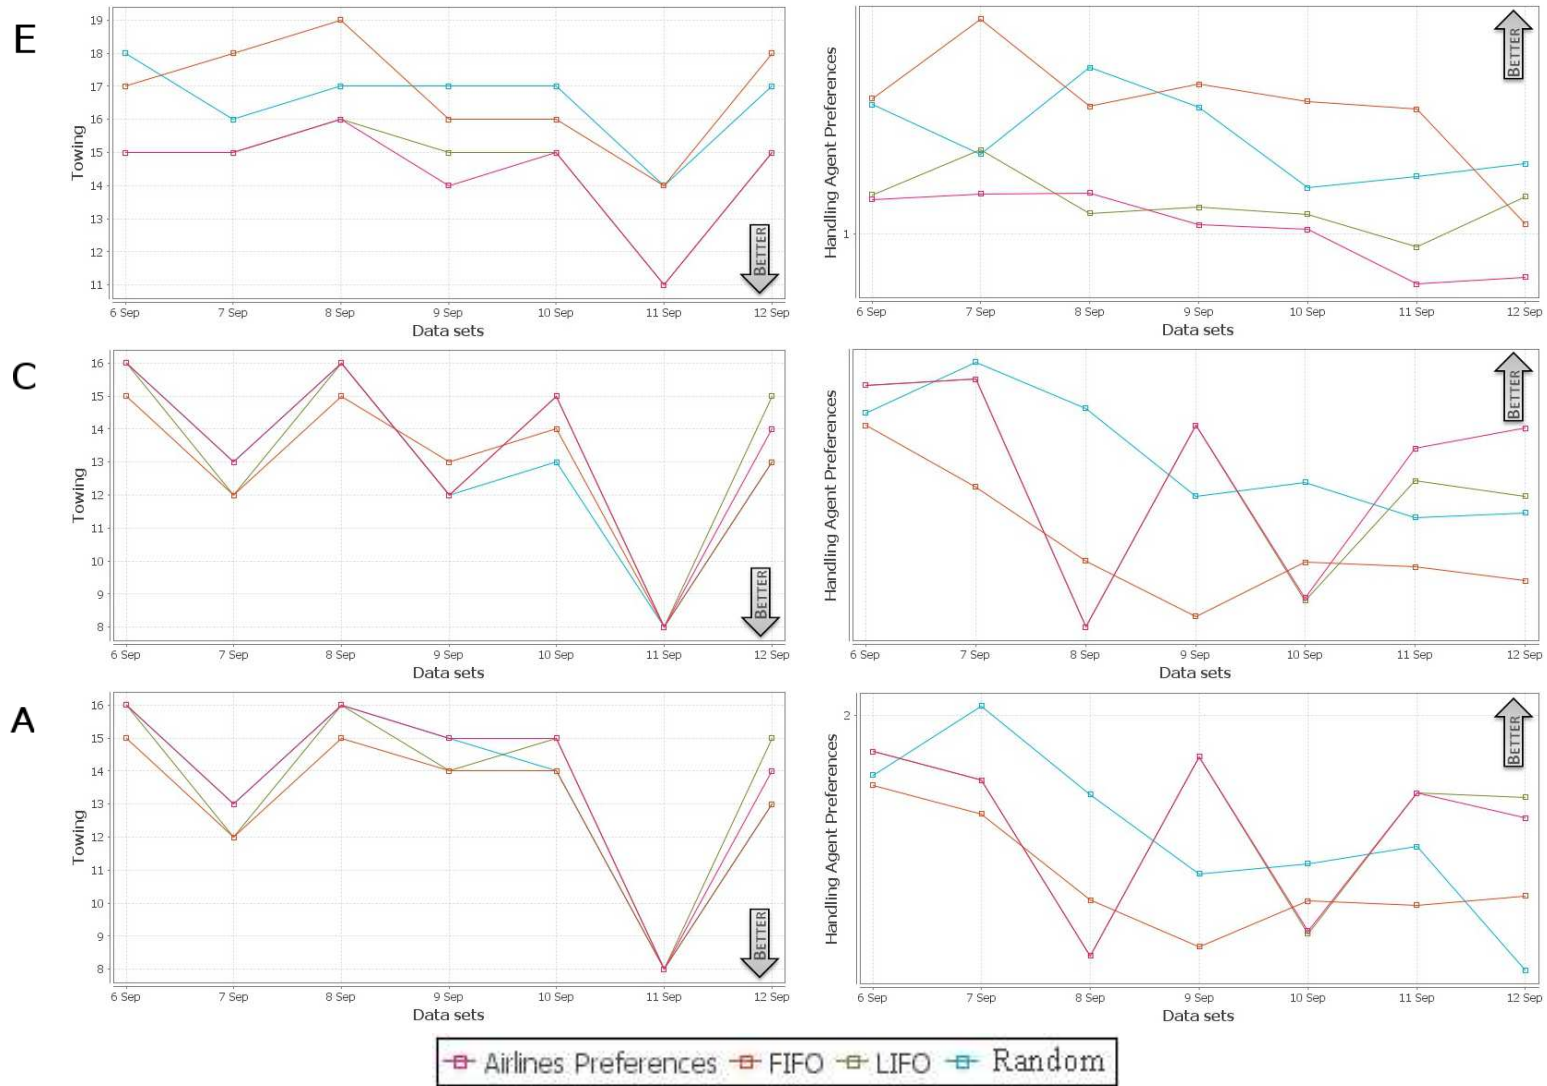 E
19
18
17
16
15
14
13
12
11
Towing
BETTER
6 Sep 7 Sep 8 Sep 9 Sep 10 Sep 11 Sep 12 Sep
Data sets
Handling Agent Preferences
1
BETTER
6 Sep 7 Sep 8 Sep 9 Sep 10 Sep 11 Sep 12 Sep
Data sets
C
16
15
14
13
12
11
10
9
8
Towing
BETTER
6 Sep 7 Sep 8 Sep 9 Sep 10 Sep 11 Sep 12 Sep
Data sets
Handling Agent Preferences
BETTER
6 Sep 7 Sep 8 Sep 9 Sep 10 Sep 11 Sep 12 Sep
Data sets
A
16
15
14
13
12
11
10
9
8
Towing
BETTER
6 Sep 7 Sep 8 Sep 9 Sep 10 Sep 11 Sep 12 Sep
Data sets
Handling Agent Preferences
2
BETTER
6 Sep 7 Sep 8 Sep 9 Sep 10 Sep 11 Sep 12 Sep
Data sets
Airlines Preferences FIFO LIFO Random